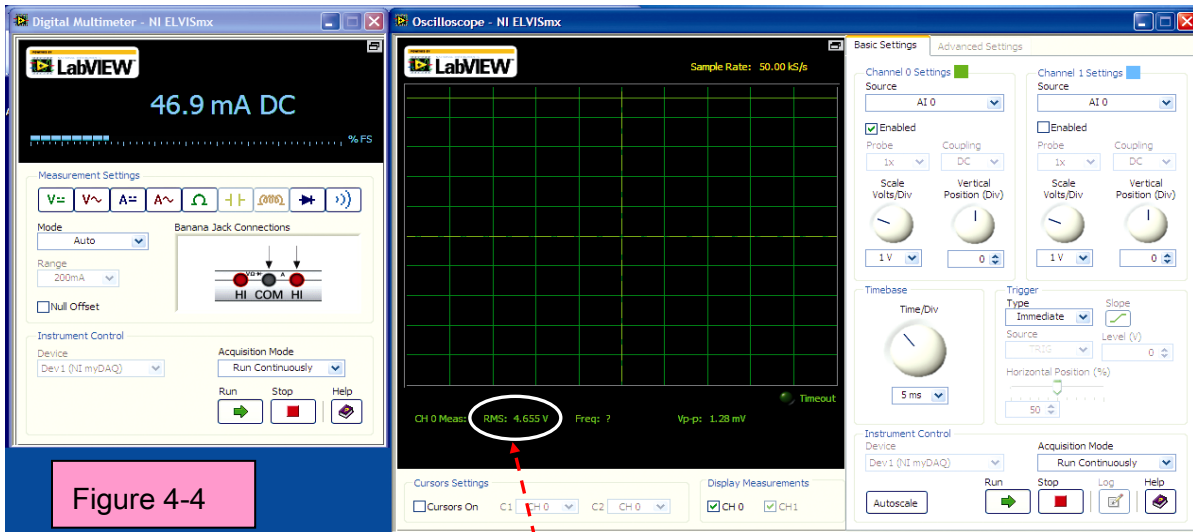 Digital Multimeter - NI ELVISmx
POWERED BY
LabVIEW
46.9 mA DC
% FS
Measurement Settings
V= V~ A= A~ Ω
Mode
Auto
Banana Jack Connections
Range
200mA
VΩ A
HI COM HI
Null Offset
Instrument Control
Device
Dev1 (NI myDAQ)
Acquisition Mode
Run Continuously
Run Stop Help
Figure 4-4
Oscilloscope - NI ELVISmx
POWERED BY
LabVIEW
Sample Rate: 50.00 kS/s
Timeout
CH 0 Meas: RMS: 4.655 V Freq: ? Vp-p: 1.28 mV
Cursors Settings
Cursors On C1 CH 0 C2 CH 0
Display Measurements
CH 0 CH1
Basic Settings Advanced Settings
Channel 0 Settings
Source
AI 0
Enabled
Probe Coupling
1x DC
Scale Volts/Div
Vertical Position (Div)
1 V 0
Channel 1 Settings
Source
AI 0
Enabled
Probe Coupling
1x DC
Scale Volts/Div
Vertical Position (Div)
1 V 0
Timebase
Time/Div
5 ms
Trigger
Type
Immediate
Slope
Source
TRIG
Level (V)
0
Horizontal Position (%)
50
Instrument Control
Device
Dev1 (NI myDAQ)
Acquisition Mode
Run Continuously
Autoscale
Run Stop Log Help